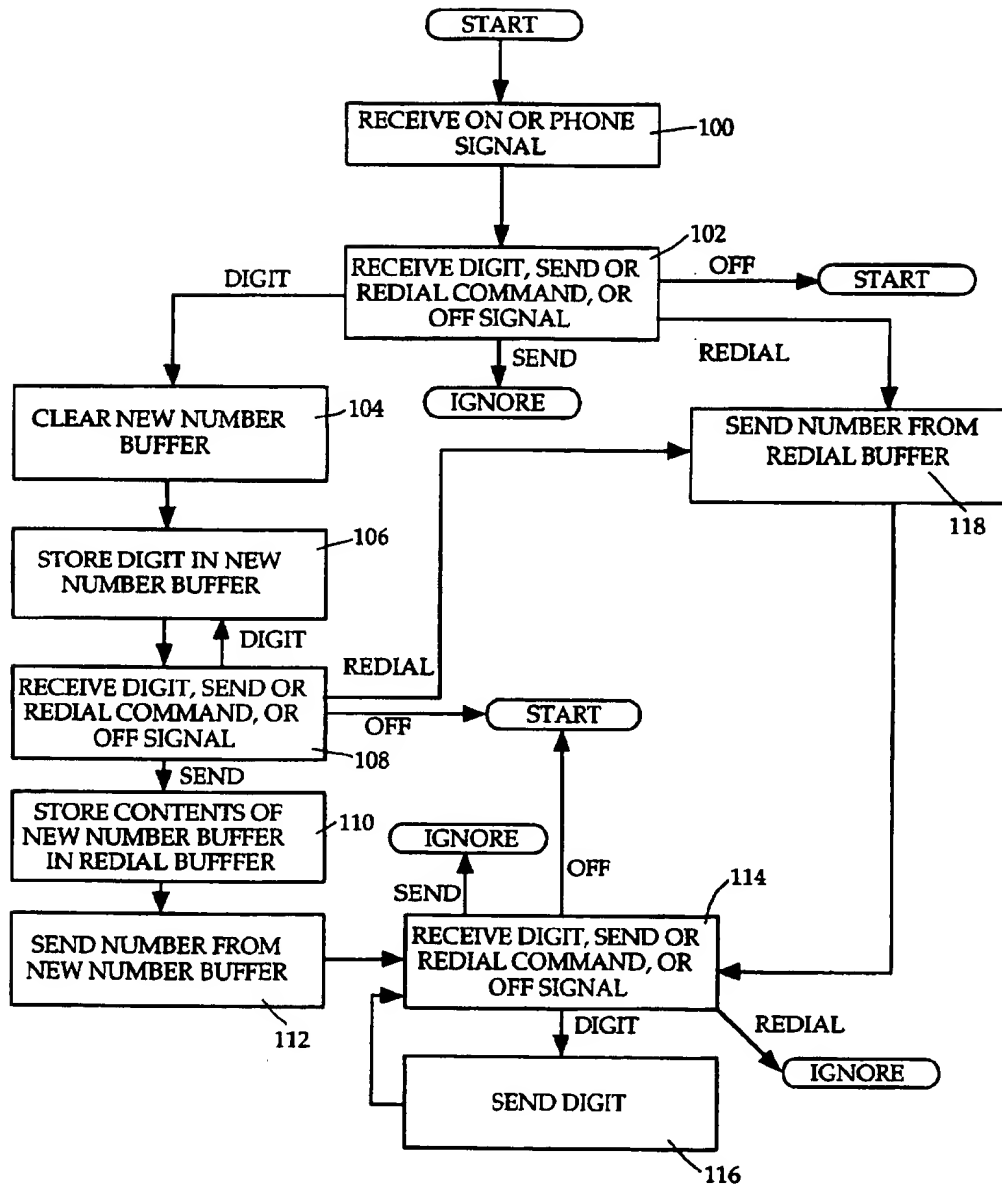 START
RECEIVE ON OR PHONE
SIGNAL
100
102
RECEIVE DIGIT, SEND OR
REDIAL COMMAND, OR
OFF SIGNAL
OFF
START
DIGIT
SEND
REDIAL
IGNORE
CLEAR NEW NUMBER
BUFFER
104
SEND NUMBER FROM
REDIAL BUFFER
118
STORE DIGIT IN NEW
NUMBER BUFFER
106
DIGIT
REDIAL
RECEIVE DIGIT, SEND OR
REDIAL COMMAND, OR
OFF SIGNAL
108
OFF
START
SEND
STORE CONTENTS OF
NEW NUMBER BUFFER
IN REDIAL BUFFFER
110
IGNORE
SEND
OFF
114
SEND NUMBER FROM
NEW NUMBER BUFFER
112
RECEIVE DIGIT, SEND OR
REDIAL COMMAND, OR
OFF SIGNAL
DIGIT
REDIAL
IGNORE
SEND DIGIT
116